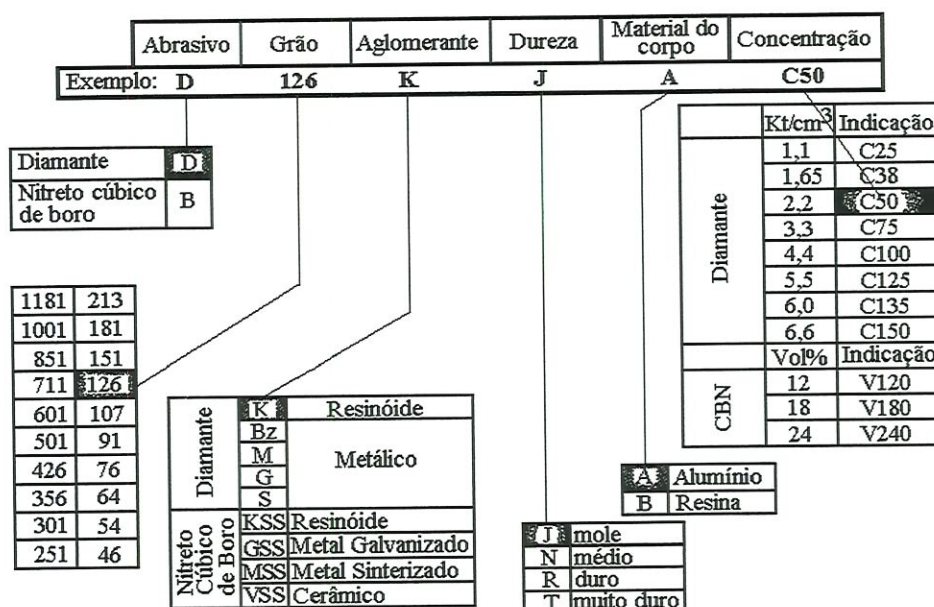 Abrasivo Grão Aglomerante Dureza Material do corpo Concentração
Exemplo: D 126 K J A C50
Diamante D
Nitreto cúbico de boro B
1181 213
1001 181
851 151
711 126
601 107
501 91
426 76
356 64
301 54
251 46
Diamante
K Resinóide
Bz
M
G
S
Metálico
Nitreto Cúbico de Boro
KSS Resinóide
GSS Metal Galvanizado
MSS Metal Sinterizado
VSS Cerâmico
J mole
N médio
R duro
T muito duro
A Alumínio
B Resina
Kt/cm³ Indicação
Diamante
1,1 C25
1,65 C38
2,2 C50
3,3 C75
4,4 C100
5,5 C125
6,0 C135
6,6 C150
Vol% Indicação
CBN
12 V120
18 V180
24 V240